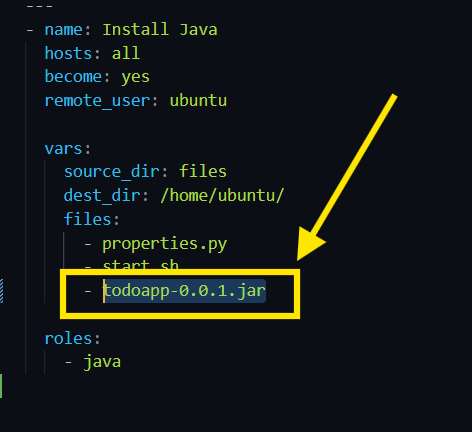 ---
- name: Install Java
hosts: all
become: yes
remote_user: ubuntu
vars:
source_dir: files
dest_dir: /home/ubuntu/
files:
- properties.py
- start.sh
- todoapp-0.0.1.jar
roles:
- java